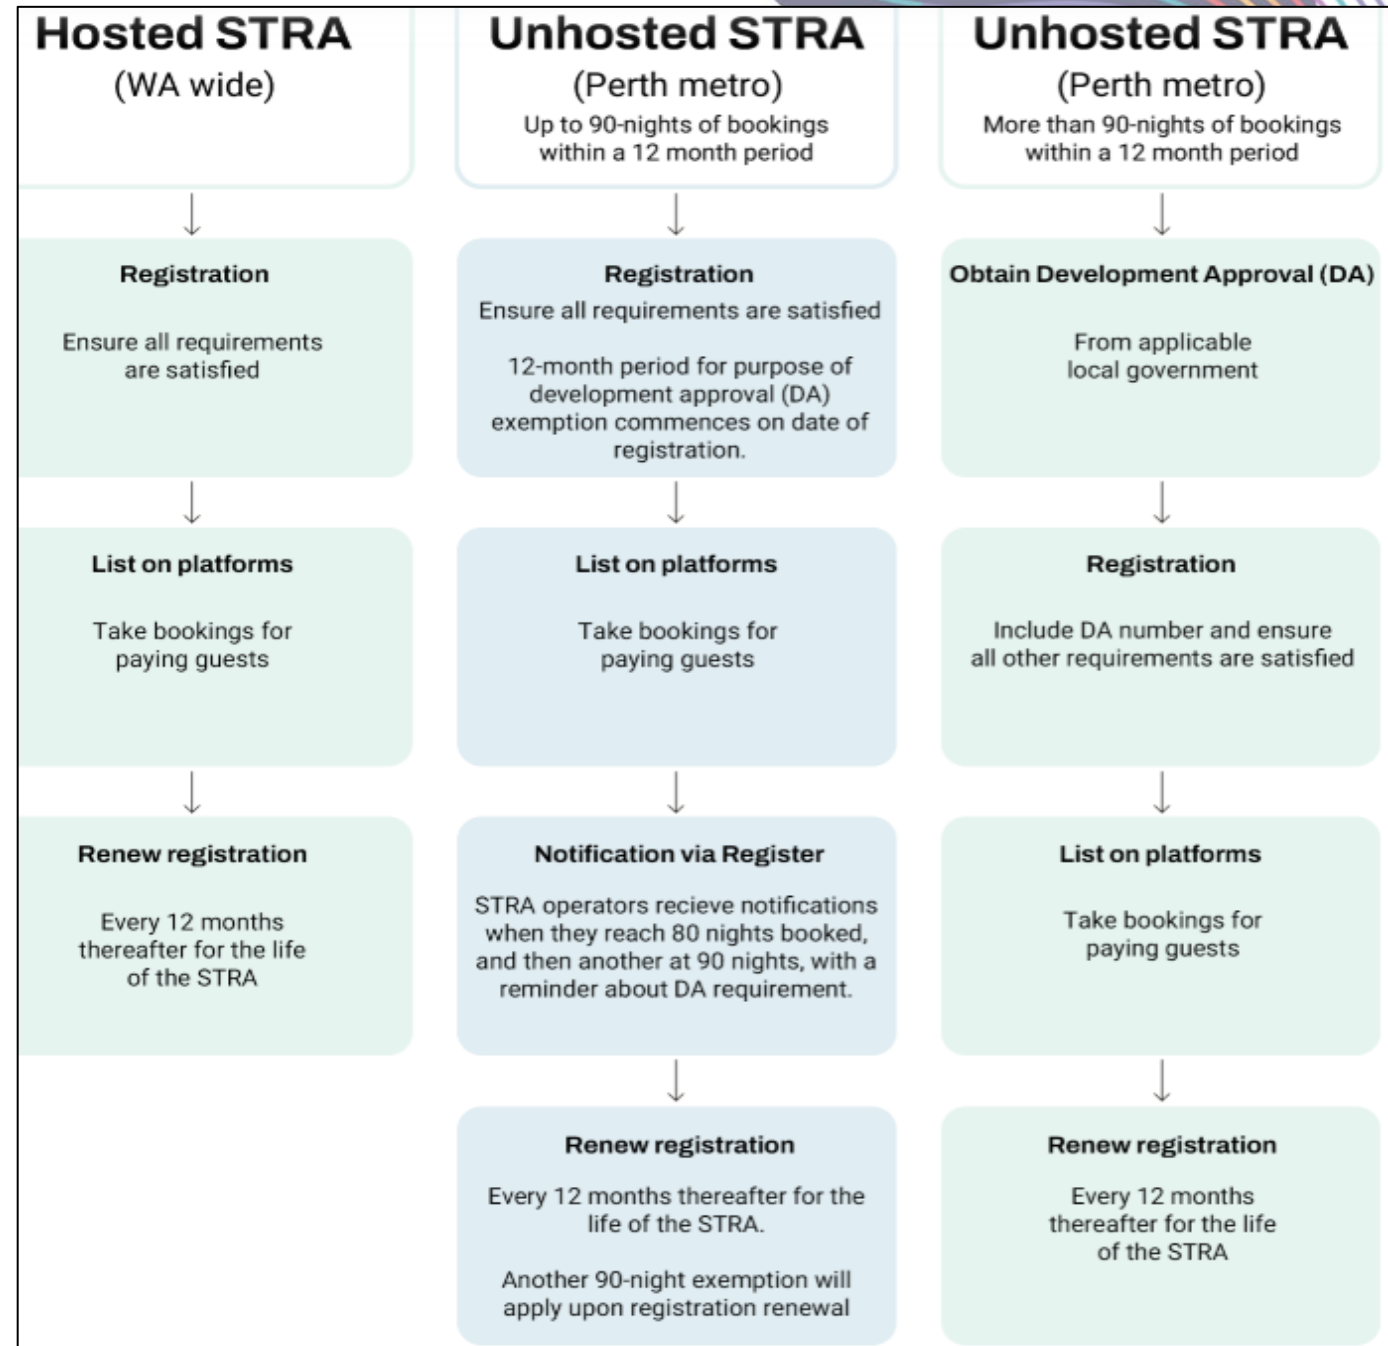 Hosted STRA
(WA wide)
Registration
Ensure all requirements
are satisfied
List on platforms
Take bookings for
paying guests
Renew registration
Every 12 months
thereafter for the life
of the STRA
Unhosted STRA
(Perth metro)
Up to 90-nights of bookings
within a 12 month period
Registration
Ensure all requirements are satisfied
12-month period for purpose of
development approval (DA)
exemption commences on date of
registration.
List on platforms
Take bookings for
paying guests
Notification via Register
STRA operators recieve notifications
when they reach 80 nights booked,
and then another at 90 nights, with a
reminder about DA requirement.
Renew registration
Every 12 months thereafter for the
life of the STRA.
Another 90-night exemption will
apply upon registration renewal
Unhosted STRA
(Perth metro)
More than 90-nights of bookings
within a 12 month period
Obtain Development Approval (DA)
From applicable
local government
Registration
Include DA number and ensure
all other requirements are satisfied
List on platforms
Take bookings for
paying guests
Renew registration
Every 12 months
thereafter for the life
of the STRA